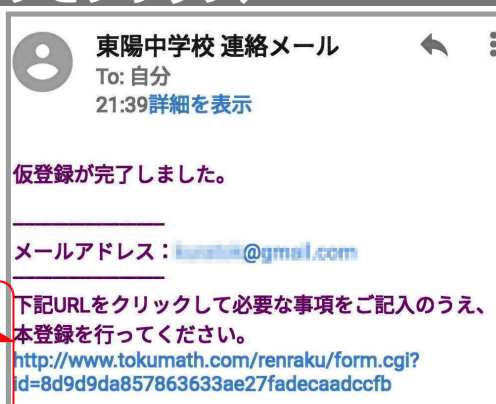 東陽中学校 連絡メール
To: 自分
21:39詳細を表示
仮登録が完了しました。
メールアドレス：@gmail.com
下記URLをクリックして必要な事項をご記入のうえ、
本登録を行ってください。
http://www.tokumath.com/renraku/form.cgi?
id=8d9d9da857863633ae27fadecaadccfb